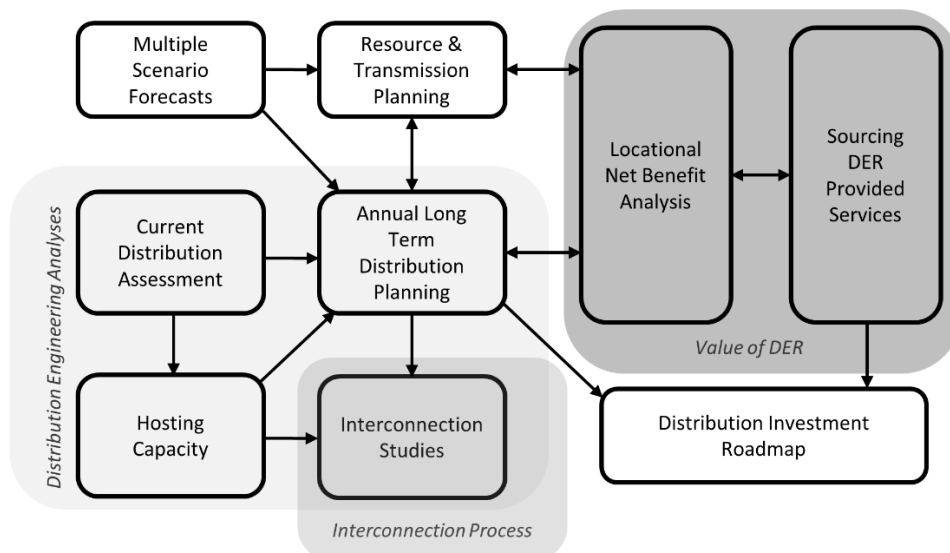 Multiple
Scenario
Forecasts
Resource &
Transmission
Planning
Locational
Net Benefit
Analysis
Sourcing
DER
Provided
Services
Value of DER
Distribution Engineering Analyses
Current
Distribution
Assessment
Annual Long
Term
Distribution
Planning
Hosting
Capacity
Interconnection
Studies
Interconnection Process
Distribution Investment
Roadmap